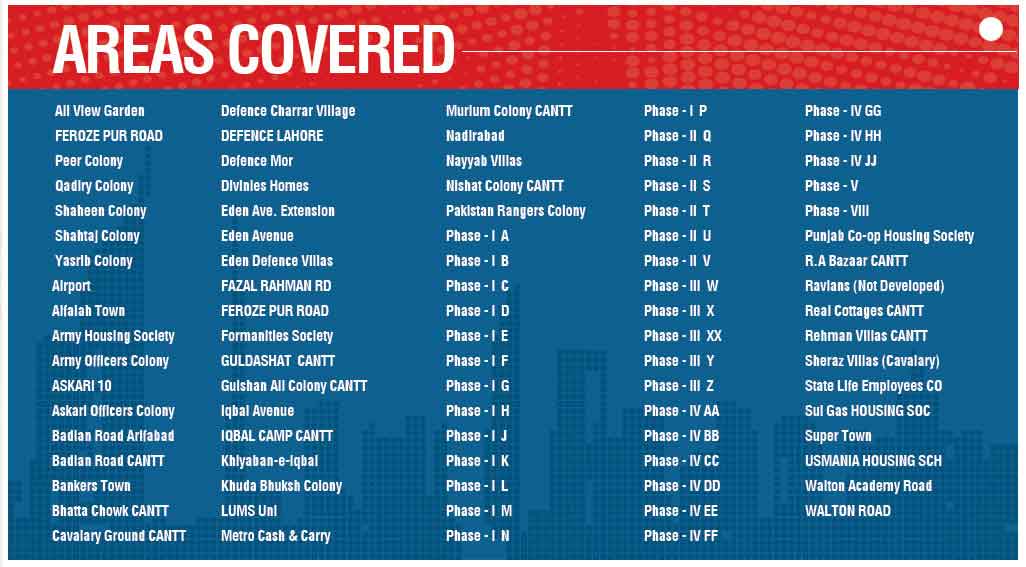 AREAS COVERED
Ali View Garden
FEROZE PUR ROAD
Peer Colony
Qadiry Colony
Shaheen Colony
Shahtaj Colony
Yasrib Colony
Airport
Alfalah Town
Army Housing Society
Army Officers Colony
ASKARI 10
Askari Officers Colony
Badian Road Arifabad
Badian Road CANTT
Bankers Town
Bhatta Chowk CANTT
Cavalary Ground CANTT
Defence Charrar Village
DEFENCE LAHORE
Defence Mor
Divinies Homes
Eden Ave. Extension
Eden Avenue
Eden Defence Villas
FAZAL RAHMAN RD
FEROZE PUR ROAD
Formanities Society
GULDASHAT CANTT
Gulshan Ali Colony CANTT
Iqbal Avenue
IQBAL CAMP CANTT
Khiyaban-e-Iqbal
Khuda Bhuksh Colony
LUMS Uni
Metro Cash & Carry
Murium Colony CANTT
Nadirabad
Nayyab Villas
Nishat Colony CANTT
Pakistan Rangers Colony
Phase - I A
Phase - I B
Phase - I C
Phase - I D
Phase - I E
Phase - I F
Phase - I G
Phase - I H
Phase - I J
Phase - I K
Phase - I L
Phase - I M
Phase - I N
Phase - I P
Phase - II Q
Phase - II R
Phase - II S
Phase - II T
Phase - II U
Phase - II V
Phase - III W
Phase - III X
Phase - III XX
Phase - III Y
Phase - III Z
Phase - IV AA
Phase - IV BB
Phase - IV CC
Phase - IV DD
Phase - IV EE
Phase - IV FF
Phase - IV GG
Phase - IV HH
Phase - IV JJ
Phase - V
Phase - VIII
Punjab Co-op Housing Society
R.A Bazaar CANTT
Ravians (Not Developed)
Real Cottages CANTT
Rehman Villas CANTT
Sheraz Villas (Cavalary)
State Life Employees CO
Sui Gas HOUSING SOC
Super Town
USMANIA HOUSING SCH
Walton Academy Road
WALTON ROAD